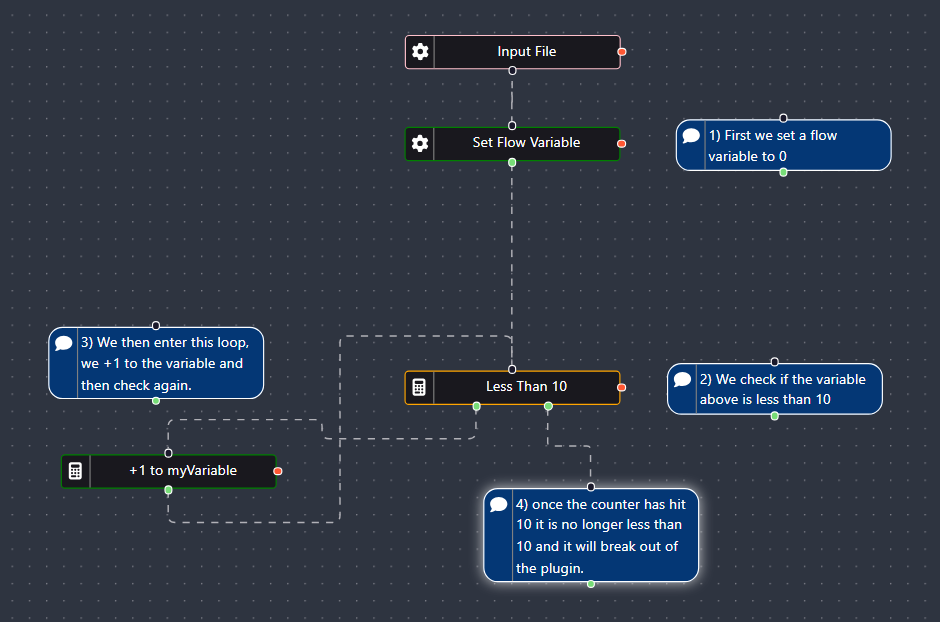 Input File
Set Flow Variable
1) First we set a flow
variable to 0
3) We then enter this loop,
we +1 to the variable and
then check again.
Less Than 10
2) We check if the variable
above is less than 10
+1 to myVariable
4) once the counter has hit
10 it is no longer less than
10 and it will break out of
the plugin.